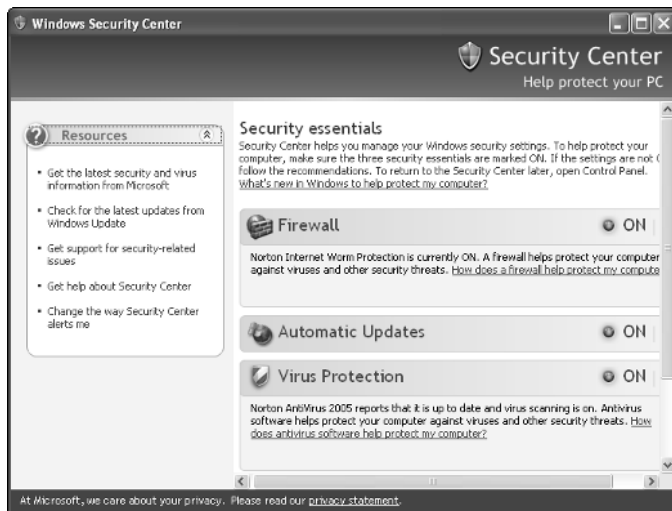 Windows Security Center
Security Center
Help protect your PC
Resources
Get the latest security and virus
information from Microsoft
Check for the latest updates from
Windows Update
Get support for security-related
issues
Get help about Security Center
Change the way Security Center
alerts me
Security essentials
Security Center helps you manage your Windows security settings. To help protect your
computer, make sure the three security essentials are marked ON. If the settings are not
follow the recommendations. To return to the Security Center later, open Control Panel.
What's new in Windows to help protect my computer?
Firewall ON
Norton Internet Worm Protection is currently ON. A firewall helps protect your computer
against viruses and other security threats. How does a firewall help protect my compute
Automatic Updates ON
Virus Protection ON
Norton AntiVirus 2005 reports that it is up to date and virus scanning is on. Antivirus
software helps protect your computer against viruses and other security threats. How
does antivirus software help protect my computer?
At Microsoft, we care about your privacy. Please read our privacy statement.